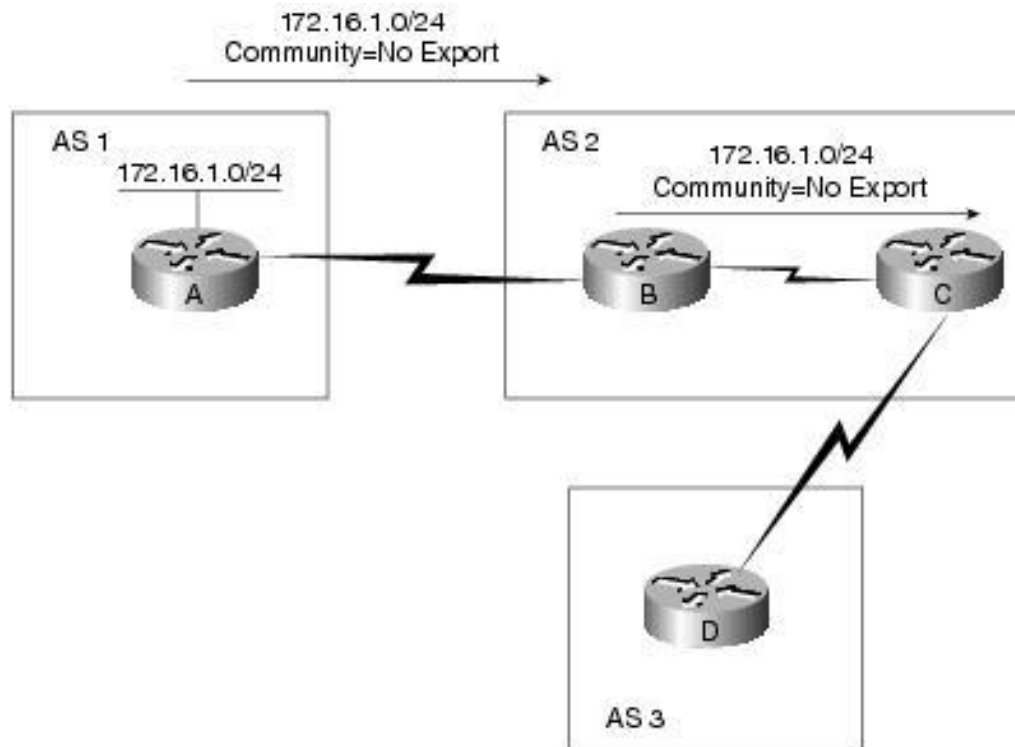 172.16.1.0/24
Community=No Export
AS 1
172.16.1.0/24
A
AS 2
172.16.1.0/24
Community=No Export
B
C
D
AS 3